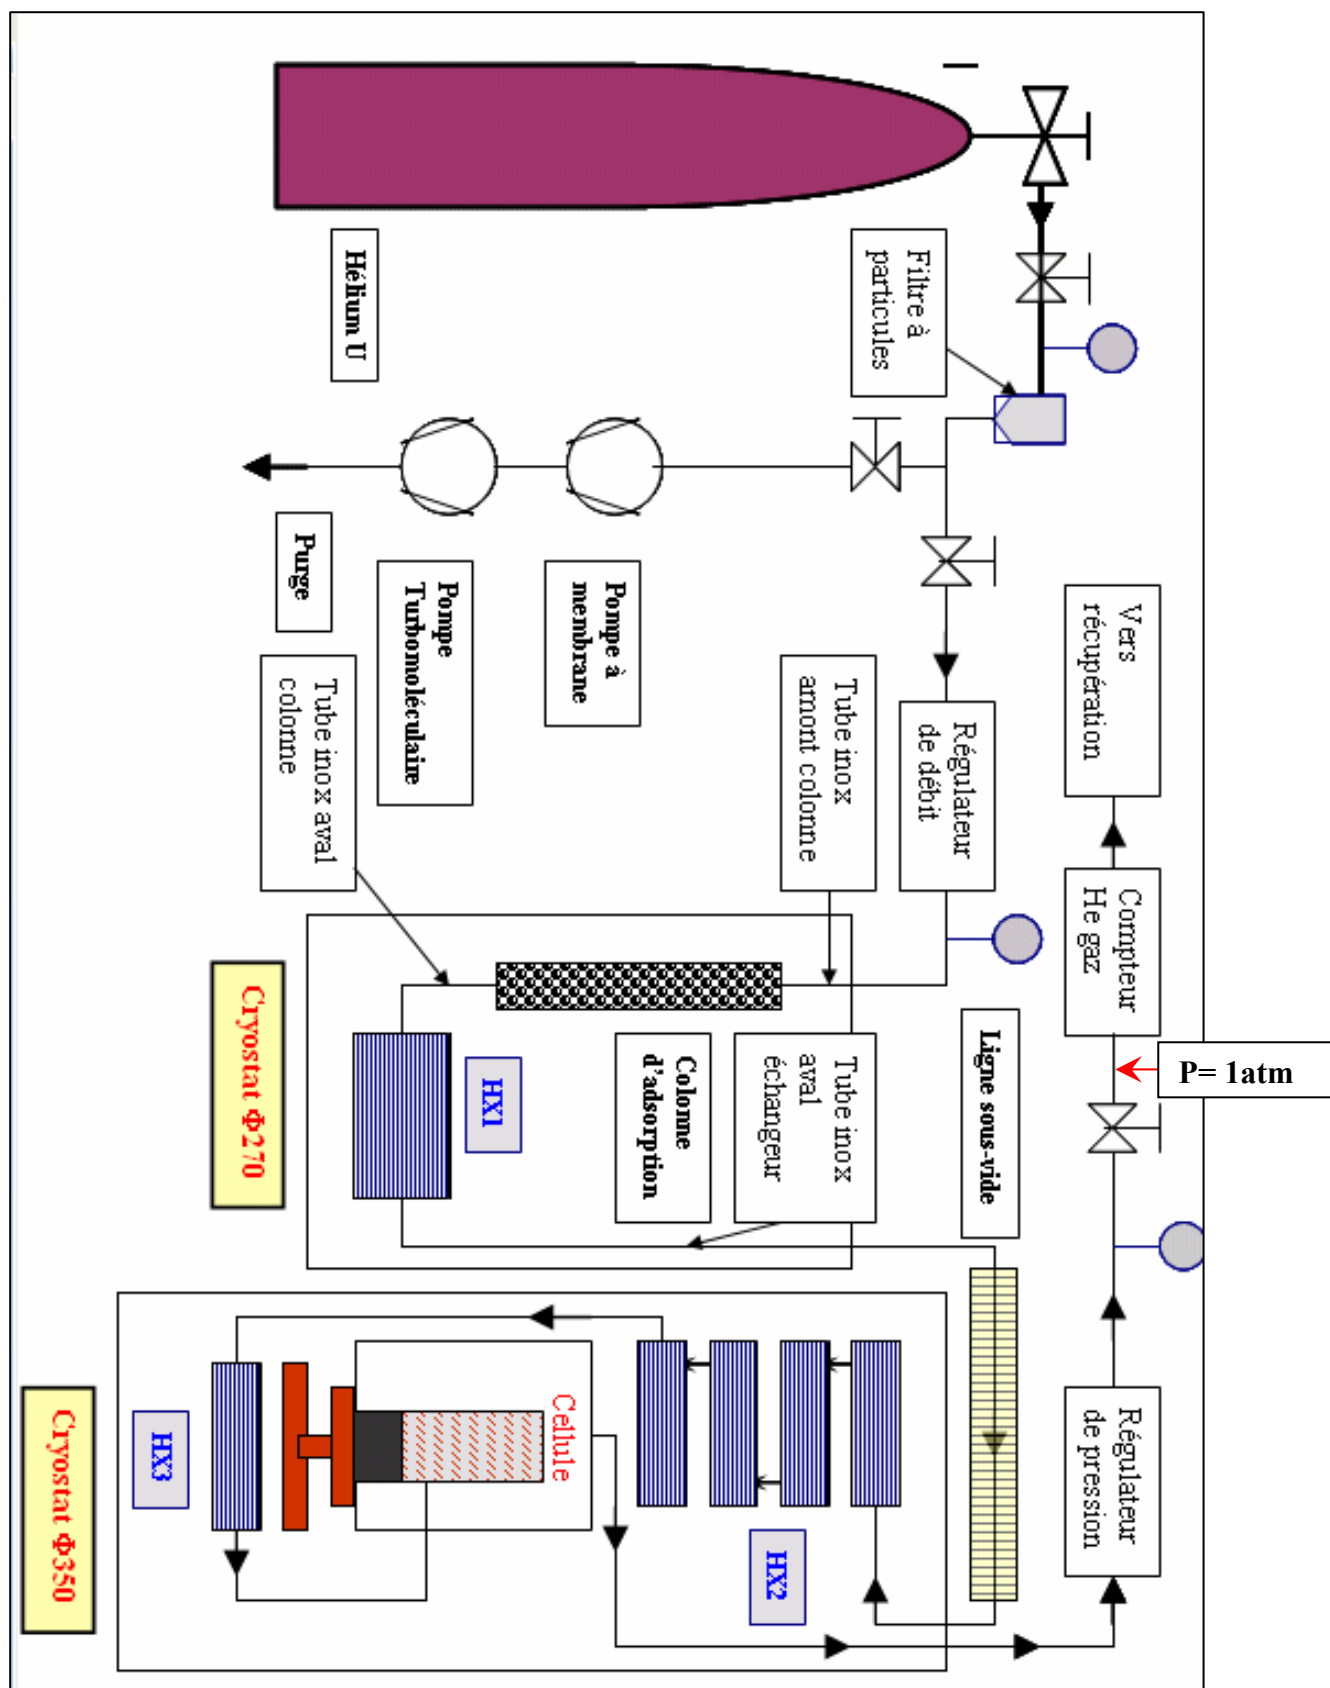 Hélium U
Filtre à
particules
Purge
Pompe
Turbomoléculaire
Pompe à
membrane
Vers
récupération
Tube inox aval
colonne
Tube inox
amont colonne
Régulateur
de débit
Compteur
He gaz
P= 1atm
Cryostat Φ270
HX1
Colonne
d'adsorption
Tube inox
aval
échangeur
Ligne sous-vide
Cryostat Φ350
HX3
Cellule
HX2
Régulateur
de pression